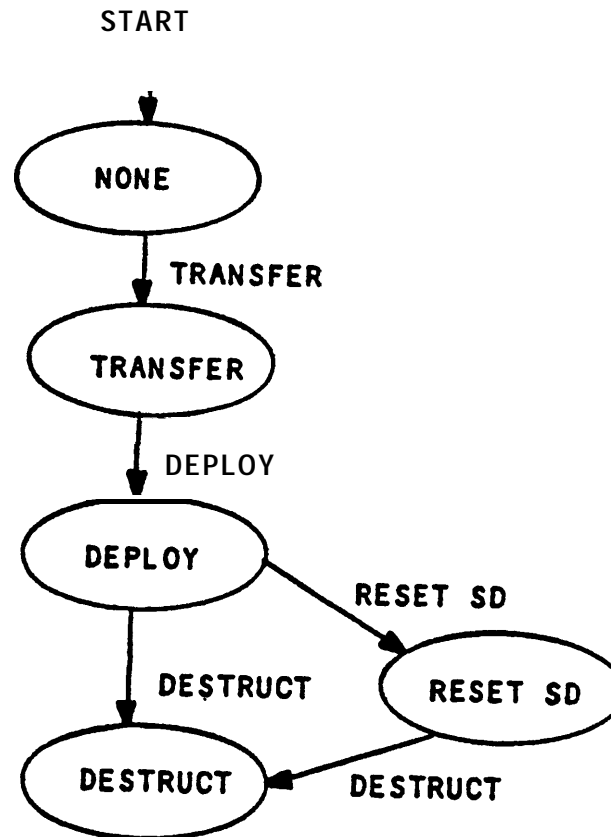 START
NONE
TRANSFER
TRANSFER
DEPLOY
DEPLOY
RESET SD
DESTRUCT
RESET SD
DESTRUCT
DESTRUCT